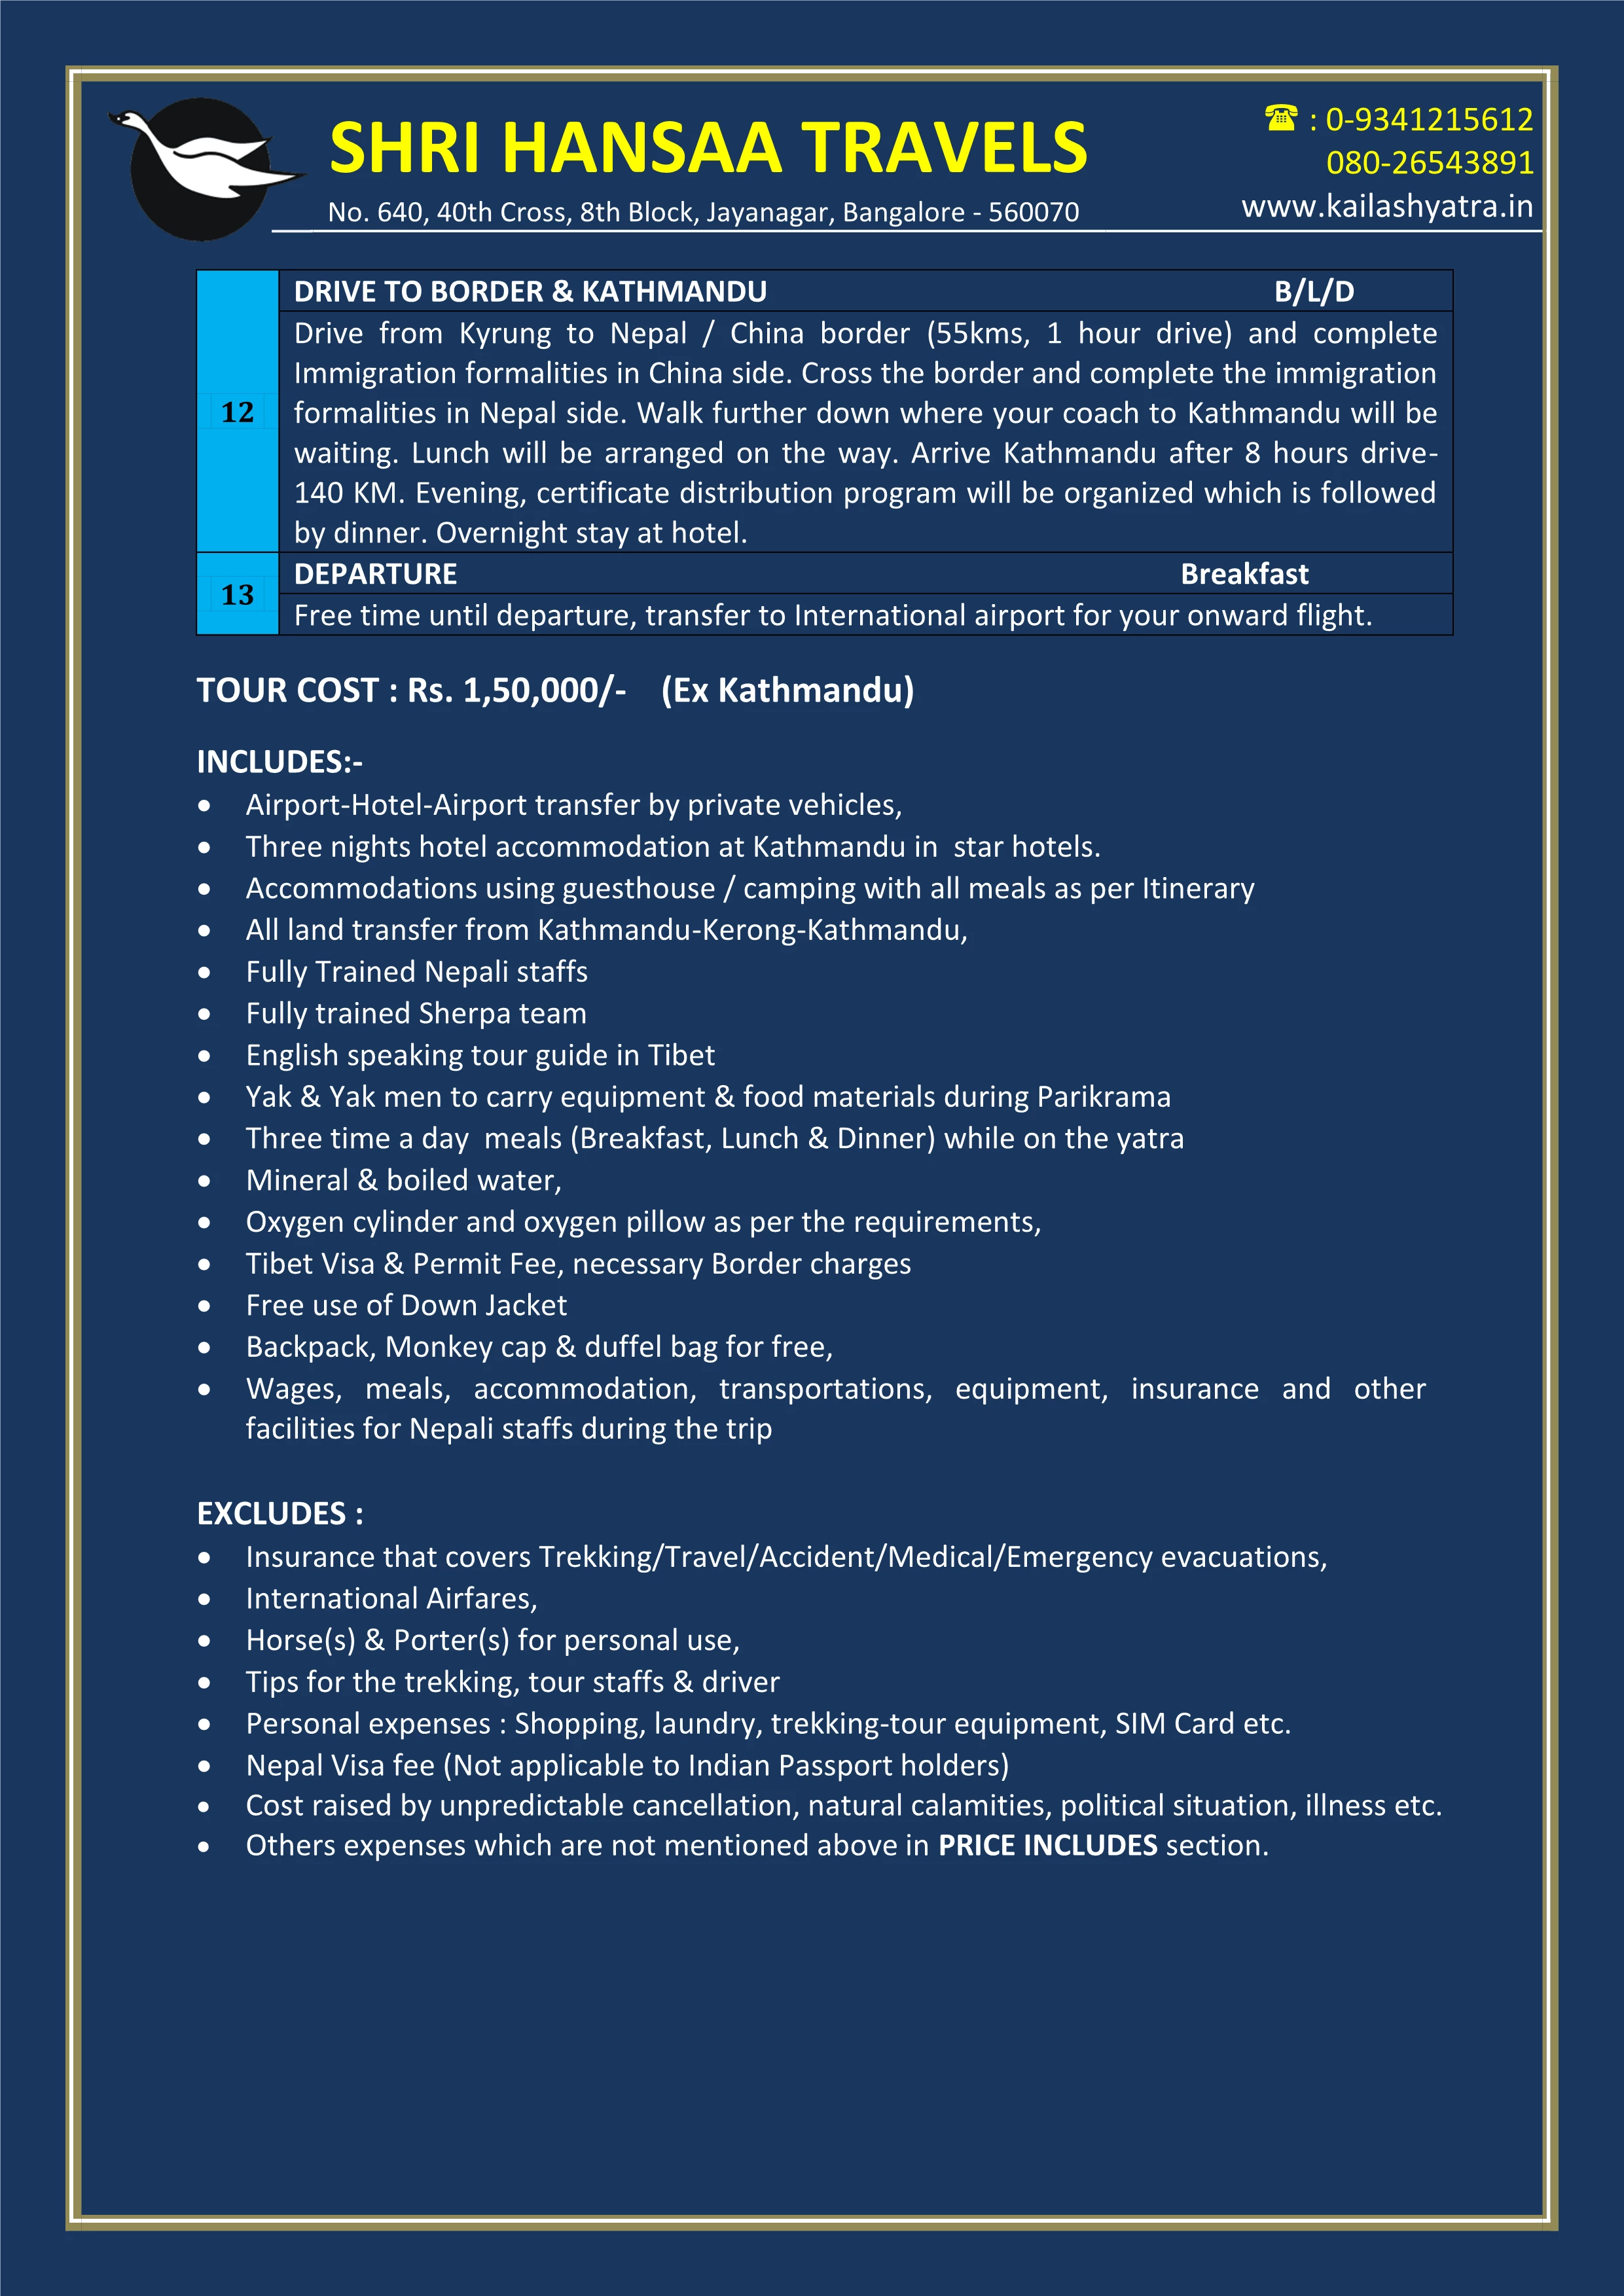 SHRI HANSAA TRAVELS
☎ : 0-9341215612
080-26543891
No. 640, 40th Cross, 8th Block, Jayanagar, Bangalore - 560070
www.kailashyatra.in
DRIVE TO BORDER & KATHMANDU B/L/D
12
Drive from Kyrung to Nepal / China border (55kms, 1 hour drive) and complete
Immigration formalities in China side. Cross the border and complete the immigration
formalities in Nepal side. Walk further down where your coach to Kathmandu will be
waiting. Lunch will be arranged on the way. Arrive Kathmandu after 8 hours drive-
140 KM. Evening, certificate distribution program will be organized which is followed
by dinner. Overnight stay at hotel.
13
DEPARTURE Breakfast
Free time until departure, transfer to International airport for your onward flight.
TOUR COST : Rs. 1,50,000/- (Ex Kathmandu)
INCLUDES:-
• Airport-Hotel-Airport transfer by private vehicles,
• Three nights hotel accommodation at Kathmandu in star hotels.
• Accommodations using guesthouse / camping with all meals as per Itinerary
• All land transfer from Kathmandu-Kerong-Kathmandu,
• Fully Trained Nepali staffs
• Fully trained Sherpa team
• English speaking tour guide in Tibet
• Yak & Yak men to carry equipment & food materials during Parikrama
• Three time a day meals (Breakfast, Lunch & Dinner) while on the yatra
• Mineral & boiled water,
• Oxygen cylinder and oxygen pillow as per the requirements,
• Tibet Visa & Permit Fee, necessary Border charges
• Free use of Down Jacket
• Backpack, Monkey cap & duffel bag for free,
• Wages, meals, accommodation, transportations, equipment, insurance and other
facilities for Nepali staffs during the trip
EXCLUDES :
• Insurance that covers Trekking/Travel/Accident/Medical/Emergency evacuations,
• International Airfares,
• Horse(s) & Porter(s) for personal use,
• Tips for the trekking, tour staffs & driver
• Personal expenses : Shopping, laundry, trekking-tour equipment, SIM Card etc.
• Nepal Visa fee (Not applicable to Indian Passport holders)
• Cost raised by unpredictable cancellation, natural calamities, political situation, illness etc.
• Others expenses which are not mentioned above in PRICE INCLUDES section.